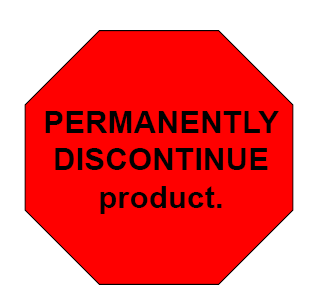 PERMANENTLY
DISCONTINUE
product.